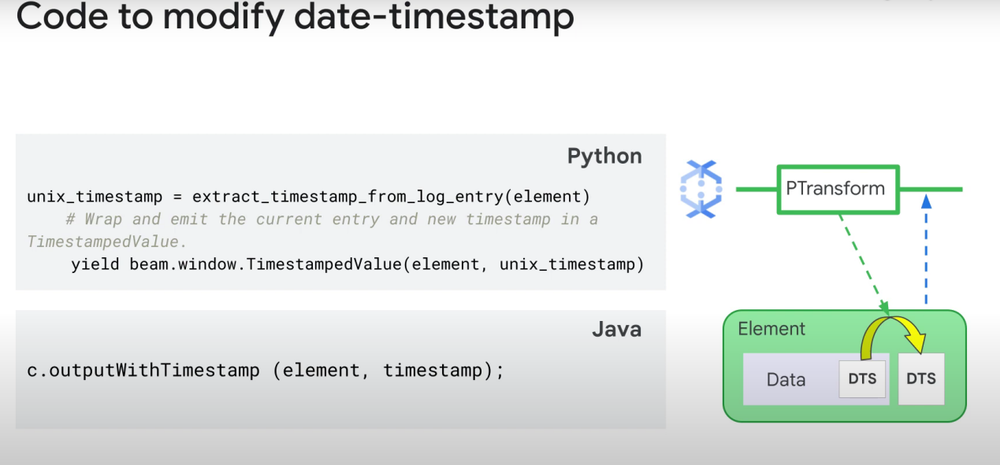 Code to modify date-timestamp
Python
unix_timestamp = extract_timestamp_from_log_entry(element)
# Wrap and emit the current entry and new timestamp in a
TimestampedValue.
yield beam.window.TimestampedValue(element, unix_timestamp)
Java
c.outputWithTimestamp (element, timestamp);
PTransform
Element
Data
DTS
DTS